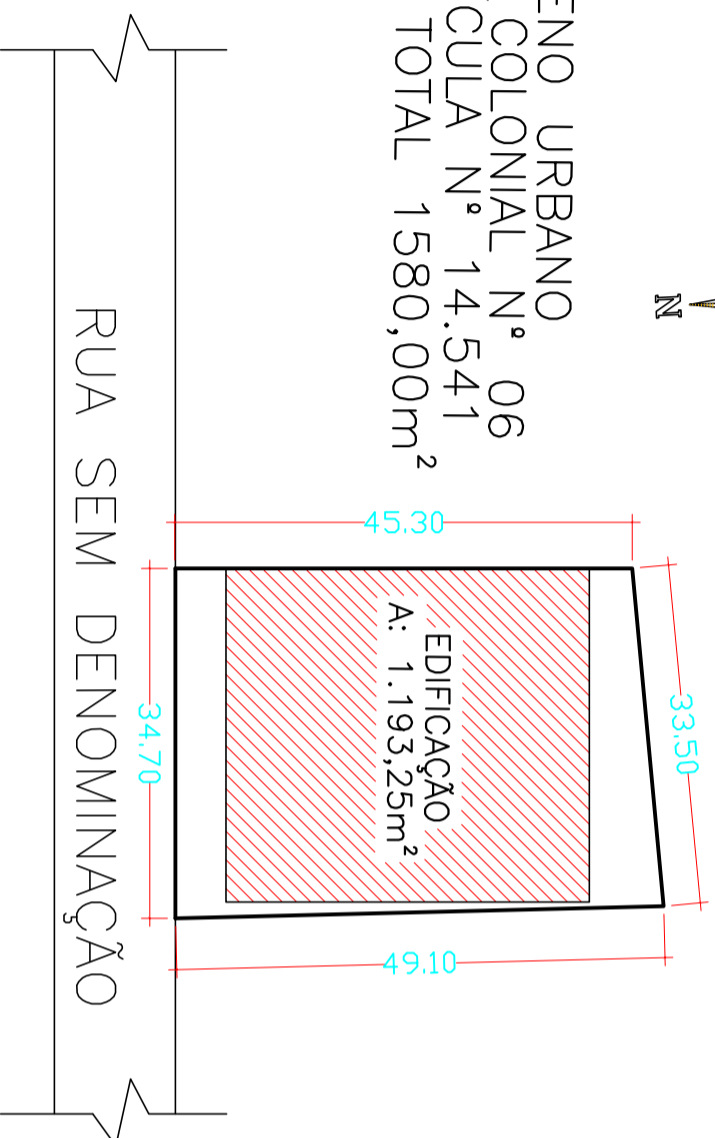 N
ENO URBANO
COLONIAL Nº 06
CULA Nº 14.541
TOTAL 1580,00m²
45.30
33.50
EDIFICAÇÃO
A: 1.193,25m²
34.70
49.10
RUA SEM DENOMINAÇÃO